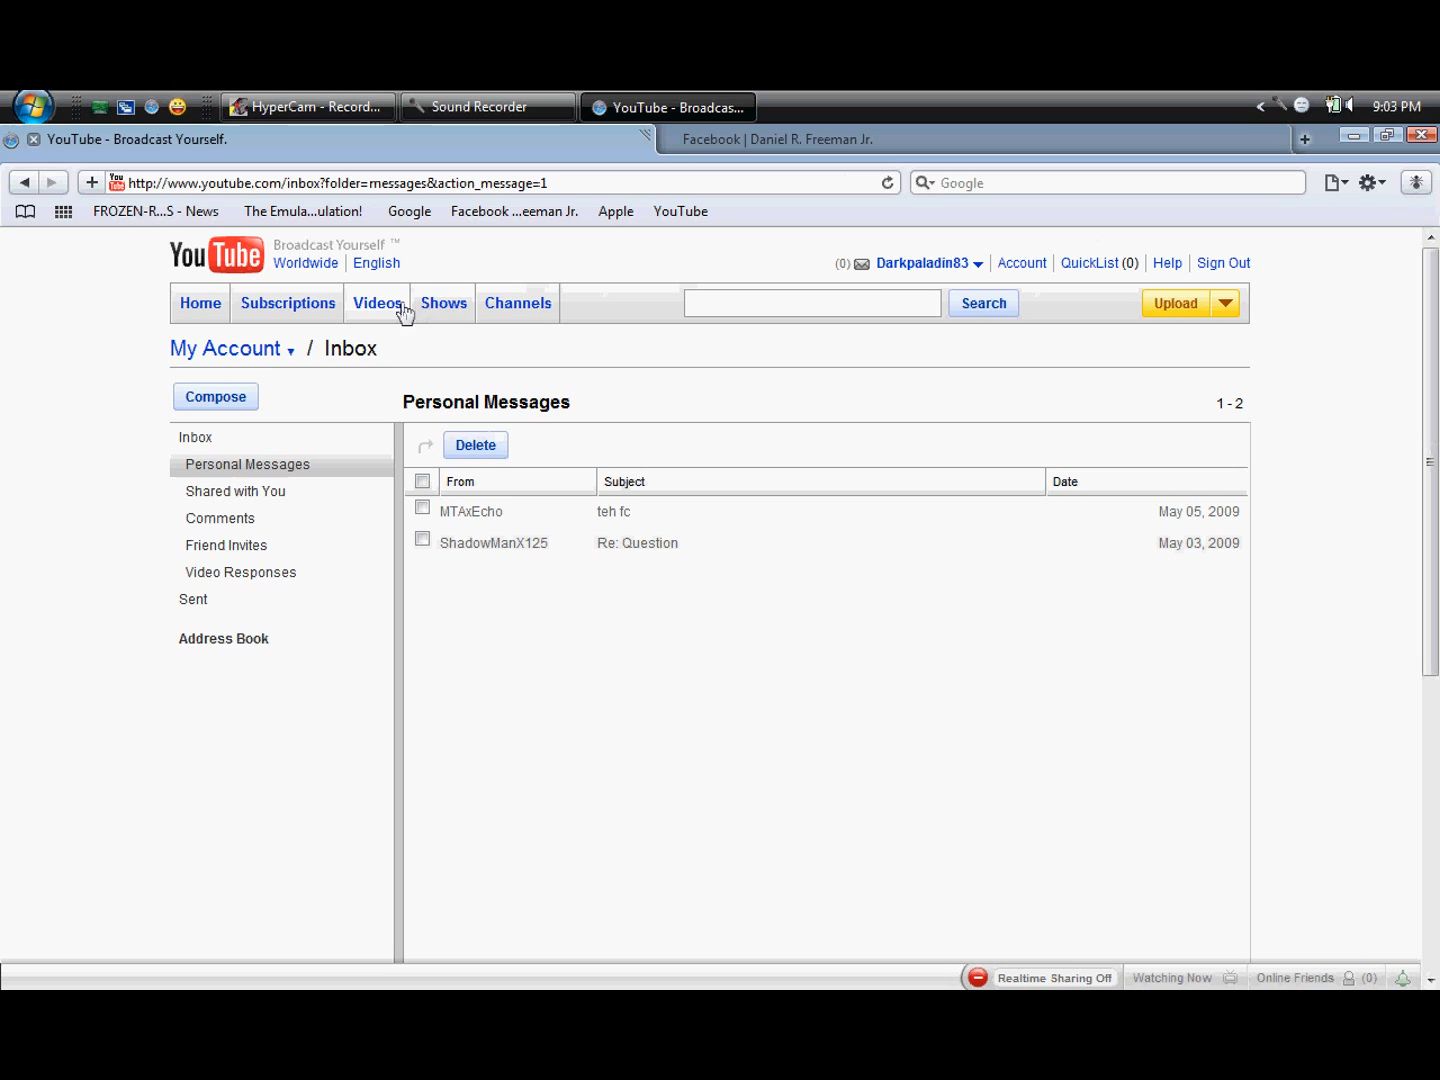 HyperCam - Record... Sound Recorder YouTube - Broadcas... < 9:03 PM
YouTube - Broadcast Yourself. Facebook | Daniel R. Freeman Jr.
You Tube http://www.youtube.com/inbox?folder=messages&action_message=1 Google
FROZEN-R...S - News The Emula...ulation! Google Facebook ...eeman Jr. Apple YouTube
YouTube Broadcast Yourself ™
Worldwide | English (0) Darkpaladin83 | Account | QuickList (0) | Help | Sign Out
Home Subscriptions Videos Shows Channels Search Upload
My Account / Inbox
Compose Personal Messages 1 - 2
Inbox Delete
Personal Messages
From Subject Date
Shared with You
MTAxEcho teh fc May 05, 2009
Comments
ShadowManX125 Re: Question May 03, 2009
Friend Invites
Video Responses
Sent
Address Book
Realtime Sharing Off Watching Now Online Friends (0)